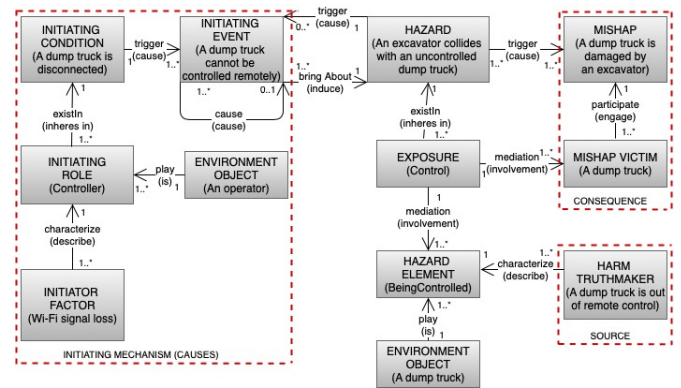 INITIATING
CONDITION
(A dump truck is
disconnected)
trigger
(cause)
1
1..*
INITIATING
EVENT
(A dump truck
cannot be
controlled remotely)
1..*
0..1
cause
(cause)
trigger
(cause)
0..*
1
1..*
bring About
(induce)
1
HAZARD
(An excavator collides
with an uncontrolled
dump truck)
trigger
(cause)
1
1..*
MISHAP
(A dump truck is
damaged by
an excavator)
1
existIn
(inheres in)
1..*
1
existIn
(inheres in)
1..*
1
participate
(engage)
1..*
INITIATING
ROLE
(Controller)
play
(is)
1..*
1
ENVIRONMENT
OBJECT
(An operator)
EXPOSURE
(Control)
mediation
(involvement)
1
1..*
MISHAP VICTIM
(A dump truck)
CONSEQUENCE
1
characterize
(describe)
1..*
1
mediation
(involvement)
1..*
INITIATOR
FACTOR
(Wi-Fi signal loss)
HAZARD
ELEMENT
(BeingControlled)
1
characterize
(describe)
1..*
HARM
TRUTHMAKER
(A dump truck is out
of remote control)
SOURCE
1..*
play
(is)
1
INITIATING MECHANISM (CAUSES)
ENVIRONMENT
OBJECT
(A dump truck)